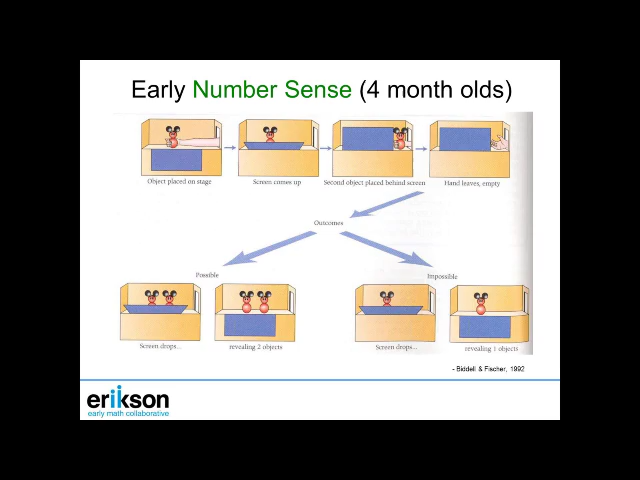 Early Number Sense (4 month olds)
Object placed on stage
Screen comes up
Second object placed behind screen
Hand leaves, empty
Outcomes
Possible
Impossible
Screen drops...
revealing 2 objects
Screen drops...
revealing 1 objects
- Biddell & Fischer, 1992
erikson
early math collaborative